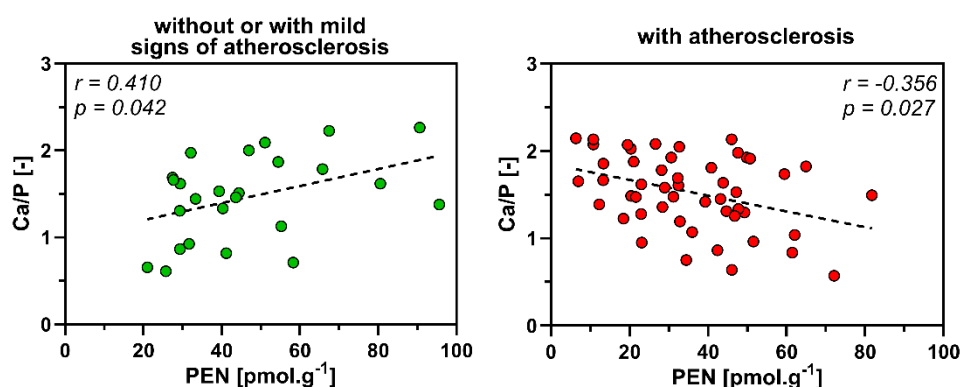 without or with mild
signs of atherosclerosis
r = 0.410
p = 0.042
Ca/P [-]
3
2
1
0
0 20 40 60 80 100
PEN [pmol.g⁻¹]
with atherosclerosis
r = -0.356
p = 0.027
Ca/P [-]
3
2
1
0
0 20 40 60 80 100
PEN [pmol.g⁻¹]